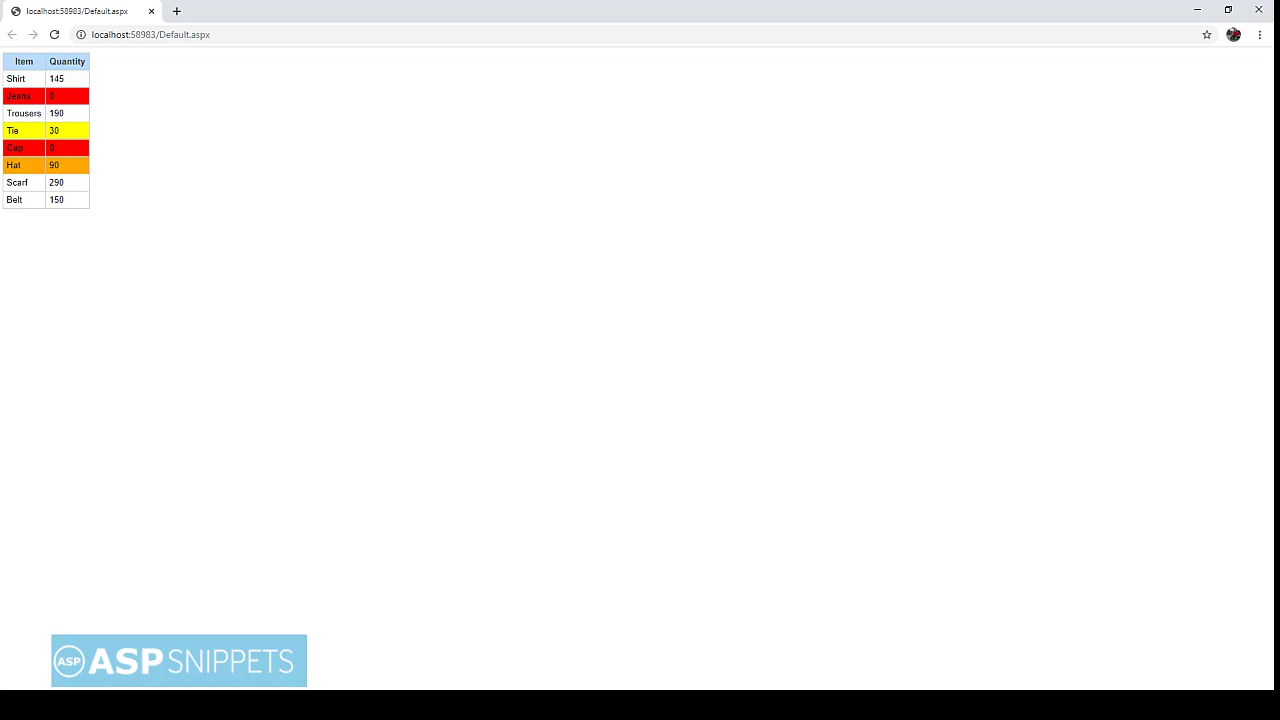 localhost:58983/Default.aspx
localhost:58983/Default.aspx
Item Quantity
Shirt 145
Jeans 0
Trousers 190
Tie 30
Cap 0
Hat 90
Scarf 290
Belt 150
ASP ASPSNIPPETS